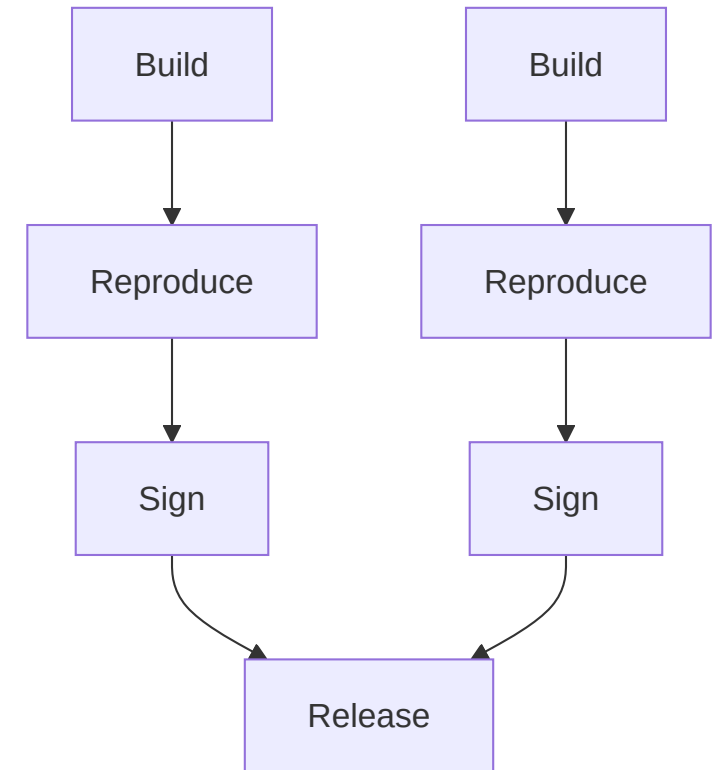 Build
Build
Reproduce
Reproduce
Sign
Sign
Release